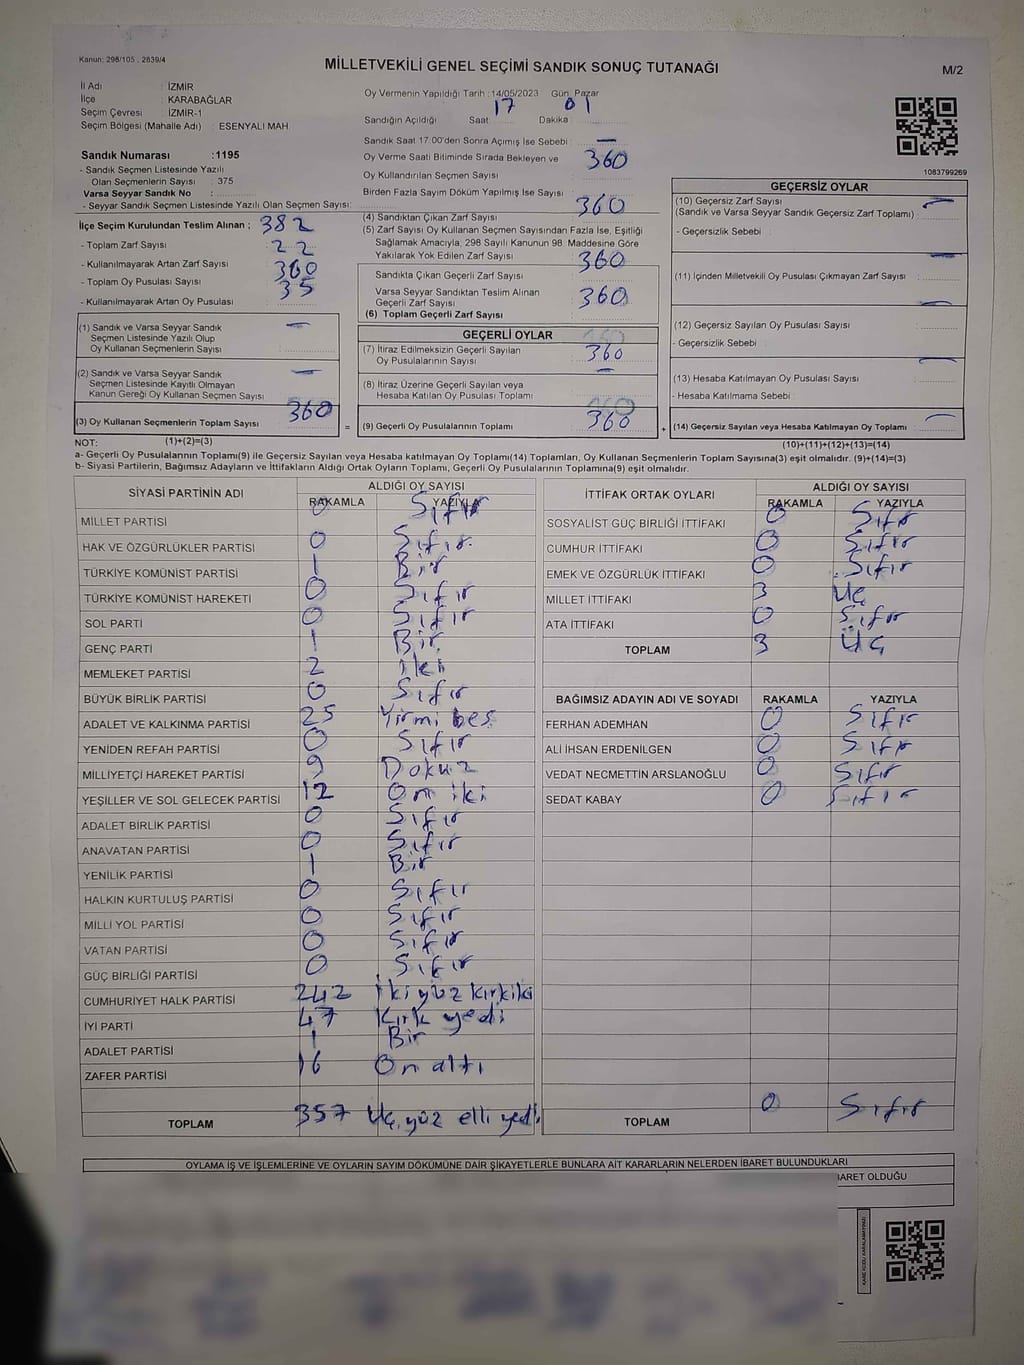 Kanun: 298/105 , 2839/4
MİLLETVEKİLİ GENEL SEÇİMİ SANDIK SONUÇ TUTANAĞI
M/2
İl Adı : İZMİR
İlçe : KARABAĞLAR
Seçim Çevresi : İZMİR-1
Seçim Bölgesi (Mahalle Adı) : ESENYALI MAH
Sandık Numarası :1195
- Sandık Seçmen Listesinde Yazılı
Olan Seçmenlerin Sayısı : 375
Varsa Seyyar Sandık No :
- Seyyar Sandık Seçmen Listesinde Yazılı Olan Seçmen Sayısı:
Oy Vermenin Yapıldığı Tarih : 14/05/2023 Gün: Pazar
Sandığın Açıldığı Saat 17 Dakika : 01
Sandık Saat 17:00'den Sonra Açımış İse Sebebi : —
Oy Verme Saati Bitiminde Sırada Bekleyen ve
Oy Kullandırılan Seçmen Sayısı : 360
Birden Fazla Sayım Döküm Yapılmış İse Sayısı :
1083799269
İlçe Seçim Kurulundan Teslim Alınan ;
- Toplam Zarf Sayısı : 382
- Kullanılmayarak Artan Zarf Sayısı : 22
- Toplam Oy Pusulası : 360
- Kullanılmayarak Artan Oy Pusulası : 35
(1) Sandık ve Varsa Seyyar Sandık
Seçmen Listesinde Yazılı Olup
Oy Kullanan Seçmenlerin Sayısı : —
(2) Sandık ve Varsa Seyyar Sandık
Seçmen Listesinde Kayıtlı Olmayan
Kanun Gereği Oy Kullanan Seçmen Sayısı : —
(3) Oy Kullanan Seçmenlerin Toplam Sayısı : 360
(1)+(2)=(3)
(4) Sandıktan Çıkan Zarf Sayısı : 360
(5) Zarf Sayısı Oy Kullanan Seçmen Sayısından Fazla İse, Eşitliği
Sağlamak Amacıyla, 298 Sayılı Kanunun 98. Maddesine Göre
Yakılarak Yok Edilen Zarf Sayısı :
Sandıkta Çıkan Geçerli Zarf Sayısı : 360
Varsa Seyyar Sandıktan Teslim Alınan
Geçerli Zarf Sayısı :
(6) Toplam Geçerli Zarf Sayısı : 360
GEÇERLİ OYLAR
(7) İtiraz Edilmeksizin Geçerli Sayılan
Oy Pusulalarının Sayısı : 360
(8) İtiraz Üzerine Geçerli Sayılan veya
Hesaba Katılan Oy Pusulası Toplamı : —
= (9) Geçerli Oy Pusulalarının Toplamı : 360
GEÇERSİZ OYLAR
(10) Geçersiz Zarf Sayısı
(Sandık ve Varsa Seyyar Sandık Geçersiz Zarf Toplamı) : —
- Geçersizlik Sebebi :
(11) İçinden Milletvekili Oy Pusulası Çıkmayan Zarf Sayısı : —
(12) Geçersiz Sayılan Oy Pusulası Sayısı : —
- Geçersizlik Sebebi :
(13) Hesaba Katılmayan Oy Pusulası Sayısı : —
- Hesaba Katılmama Sebebi :
+ (14) Geçersiz Sayılan veya Hesaba Katılmayan Oy Toplamı : —
(10)+(11)+(12)+(13)=(14)
NOT:
a- Geçerli Oy Pusulalarının Toplamı(9) ile Geçersiz Sayılan veya Hesaba Katılmayan Oy Toplamı(14) Toplamları, Oy Kullanan Seçmenlerin Toplam Sayısına(3) eşit olmalıdır. (9)+(14)=(3)
b- Siyasi Partilerin, Bağımsız Adayların ve İttifakların Aldığı Ortak Oyların Toplamı, Geçerli Oy Pusulalarının Toplamına(9) eşit olmalıdır.
SİYASİ PARTİNİN ADI ALDIĞI OY SAYISI
RAKAMLA YAZIYLA
MİLLET PARTİSİ 0 Sıfır
HAK VE ÖZGÜRLÜKLER PARTİSİ 0 Sıfır.
TÜRKİYE KOMÜNİST PARTİSİ 1 Bir
TÜRKİYE KOMÜNİST HAREKETİ 0 Sıfır
SOL PARTİ 0 Sıfır
GENÇ PARTİ 1 Bir
MEMLEKET PARTİSİ 2 iki
BÜYÜK BİRLİK PARTİSİ 0 Sıfır
ADALET VE KALKINMA PARTİSİ 25 Yirmi beş
YENİDEN REFAH PARTİSİ 0 Sıfır
MİLLİYETÇİ HAREKET PARTİSİ 9 Dokuz
YEŞİLLER VE SOL GELECEK PARTİSİ 12 On iki
ADALET BİRLİK PARTİSİ 0 Sıfır
ANAVATAN PARTİSİ 0 Sıfır
YENİLİK PARTİSİ 1 Bir
HALKIN KURTULUŞ PARTİSİ 0 Sıfır
MİLLİ YOL PARTİSİ 0 Sıfır
VATAN PARTİSİ 0 Sıfır
GÜÇ BİRLİĞİ PARTİSİ 0 Sıfır
CUMHURİYET HALK PARTİSİ 242 İkiyüz kırkiki
İYİ PARTİ 47 Kırk yedi
ADALET PARTİSİ 1 Bir
ZAFER PARTİSİ 16 On altı
TOPLAM 357 Üç yüz elli yedi
İTTİFAK ORTAK OYLARI ALDIĞI OY SAYISI
RAKAMLA YAZIYLA
SOSYALİST GÜÇ BİRLİĞİ İTTİFAKI 0 Sıfır
CUMHUR İTTİFAKI 0 Sıfır
EMEK VE ÖZGÜRLÜK İTTİFAKI 0 Sıfır
MİLLET İTTİFAKI 3 Üç
ATA İTTİFAKI 0 Sıfır
TOPLAM 3 Üç
BAĞIMSIZ ADAYIN ADI VE SOYADI RAKAMLA YAZIYLA
FERHAN ADEMHAN 0 Sıfır
ALİ İHSAN ERDENİLGEN 0 Sıfır
VEDAT NECMETTİN ARSLANOĞLU 0 Sıfır
SEDAT KABAY 0 Sıfır
TOPLAM 0 Sıfır
OYLAMA İŞ VE İŞLEMLERİNE VE OYLARIN SAYIM DÖKÜMÜNE DAİR ŞİKAYETLERLE BUNLARA AİT KARARLARIN NELERDEN İBARET BULUNDUKLARI
BARET OLDUĞU